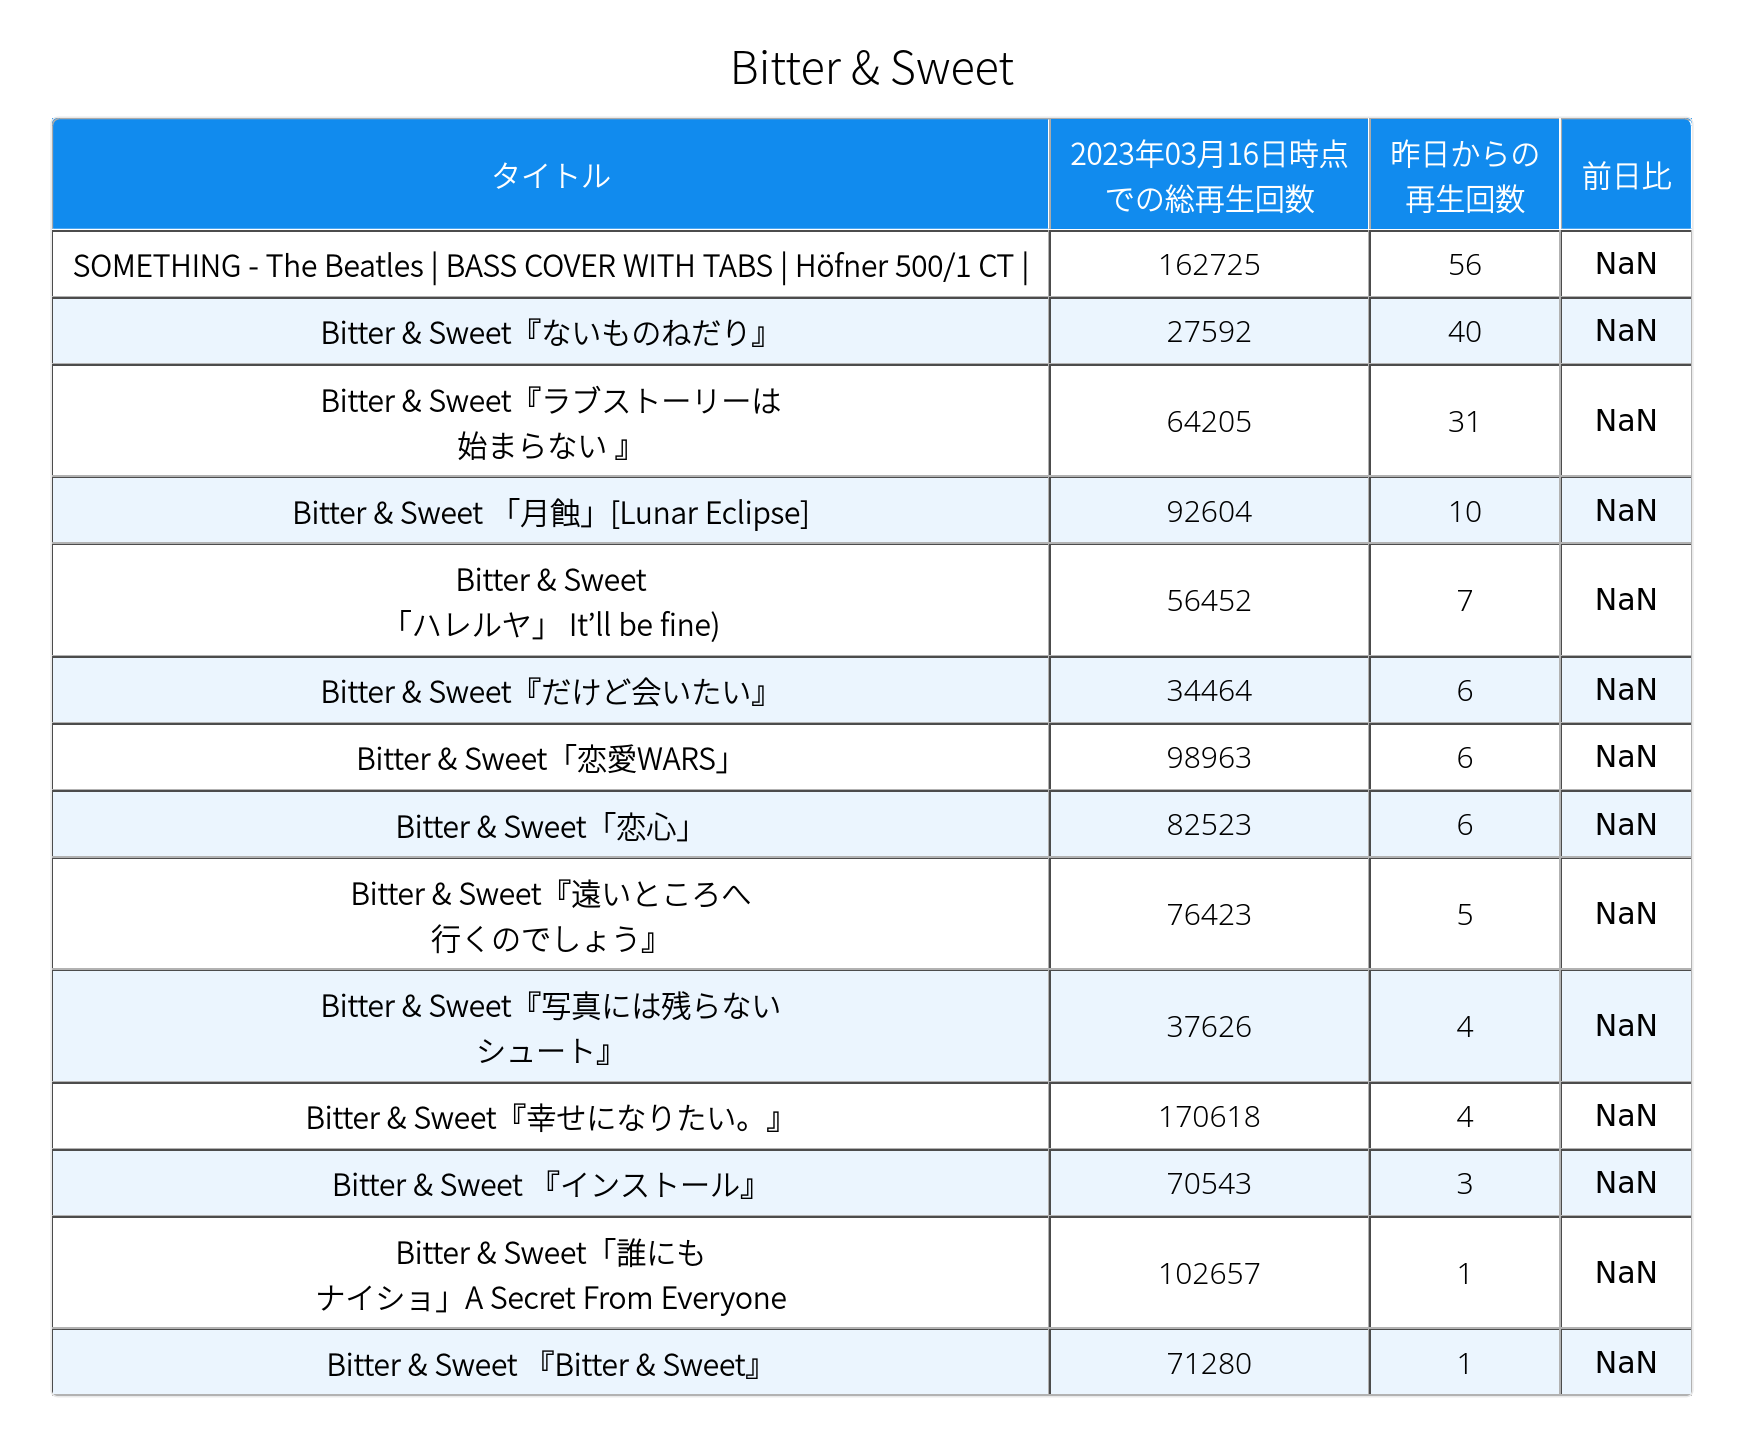 Bitter & Sweet
タイトル
2023年03月16日時点
での総再生回数
昨日からの
再生回数
前日比
SOMETHING - The Beatles | BASS COVER WITH TABS | Höfner 500/1 CT |
162725
56
NaN
Bitter & Sweet『ないものねだり』
27592
40
NaN
Bitter & Sweet『ラブストーリーは
始まらない 』
64205
31
NaN
Bitter & Sweet 「月蝕」[Lunar Eclipse]
92604
10
NaN
Bitter & Sweet
「ハレルヤ」 It’ll be fine)
56452
7
NaN
Bitter & Sweet『だけど会いたい』
34464
6
NaN
Bitter & Sweet「恋愛WARS」
98963
6
NaN
Bitter & Sweet「恋心」
82523
6
NaN
Bitter & Sweet『遠いところへ
行くのでしょう』
76423
5
NaN
Bitter & Sweet『写真には残らない
シュート』
37626
4
NaN
Bitter & Sweet『幸せになりたい。』
170618
4
NaN
Bitter & Sweet 『インストール』
70543
3
NaN
Bitter & Sweet「誰にも
ナイショ」A Secret From Everyone
102657
1
NaN
Bitter & Sweet 『Bitter & Sweet』
71280
1
NaN